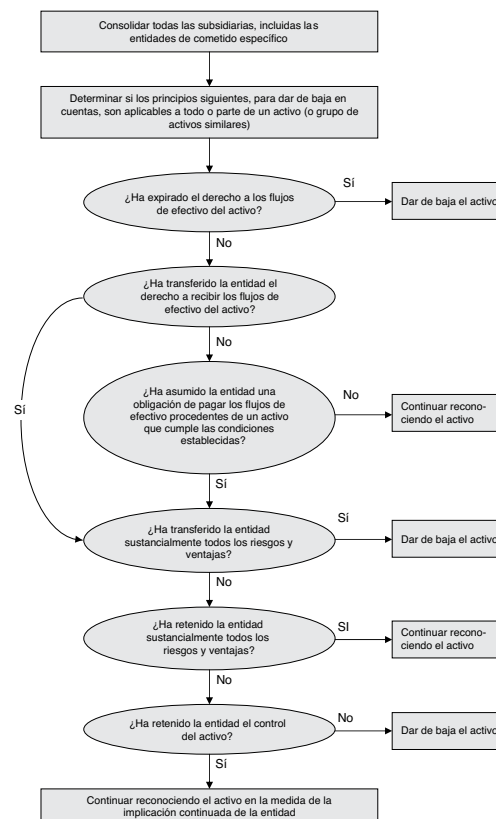 Consolidar todas las subsidiarias, incluidas las
entidades de cometido específico
Determinar si los principios siguientes, para dar de baja en
cuentas, son aplicables a todo o parte de un activo (o grupo de
activos similares)
¿Ha expirado el derecho a los flujos
de efectivo del activo?
Sí
Dar de baja el activo
No
¿Ha transferido la entidad el
derecho a recibir los flujos de
efectivo del activo?
No
Sí
¿Ha asumido la entidad una
obligación de pagar los flujos de
efectivo procedentes de un activo
que cumple las condiciones
establecidas?
No
Continuar recono-
ciendo el activo
Sí
¿Ha transferido la entidad
sustancialmente todos los riesgos y
ventajas?
Sí
Dar de baja el activo
No
¿Ha retenido la entidad
sustancialmente todos los
riesgos y ventajas?
SI
Continuar recono-
ciendo el activo
No
¿Ha retenido la entidad el control
del activo?
No
Dar de baja el activo
Sí
Continuar reconociendo el activo en la medida de la
implicación continuada de la entidad